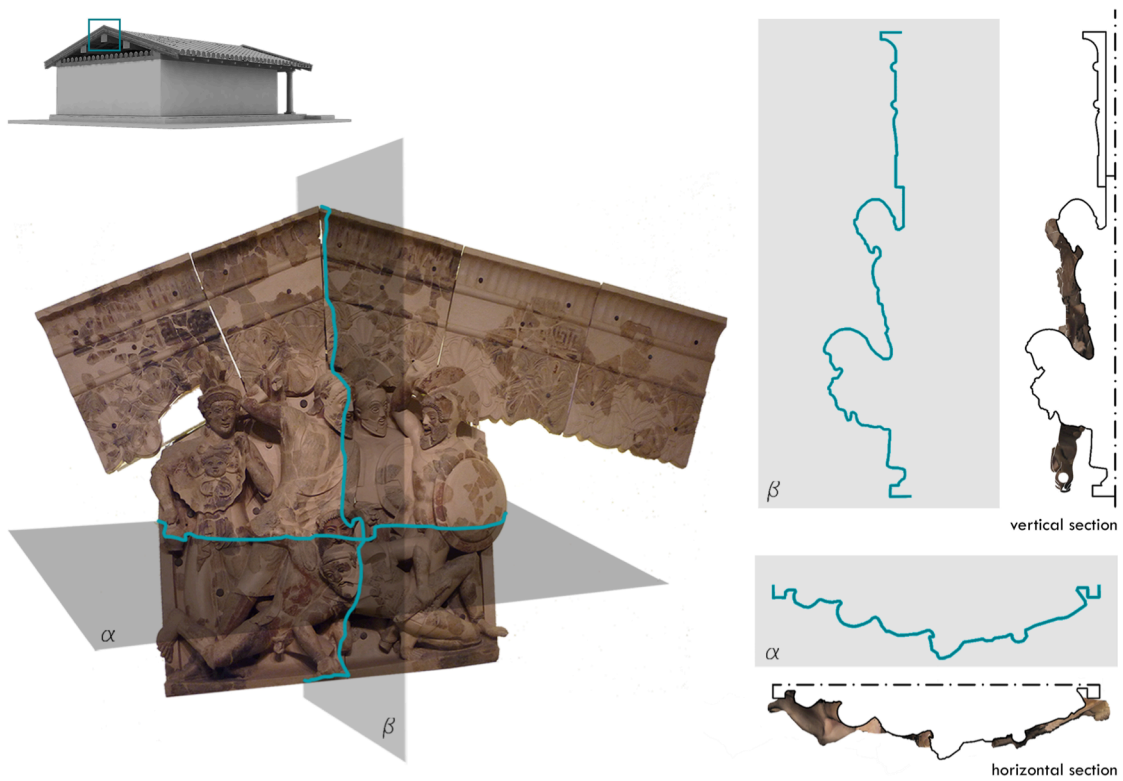 β
vertical section
α
α
β
horizontal section